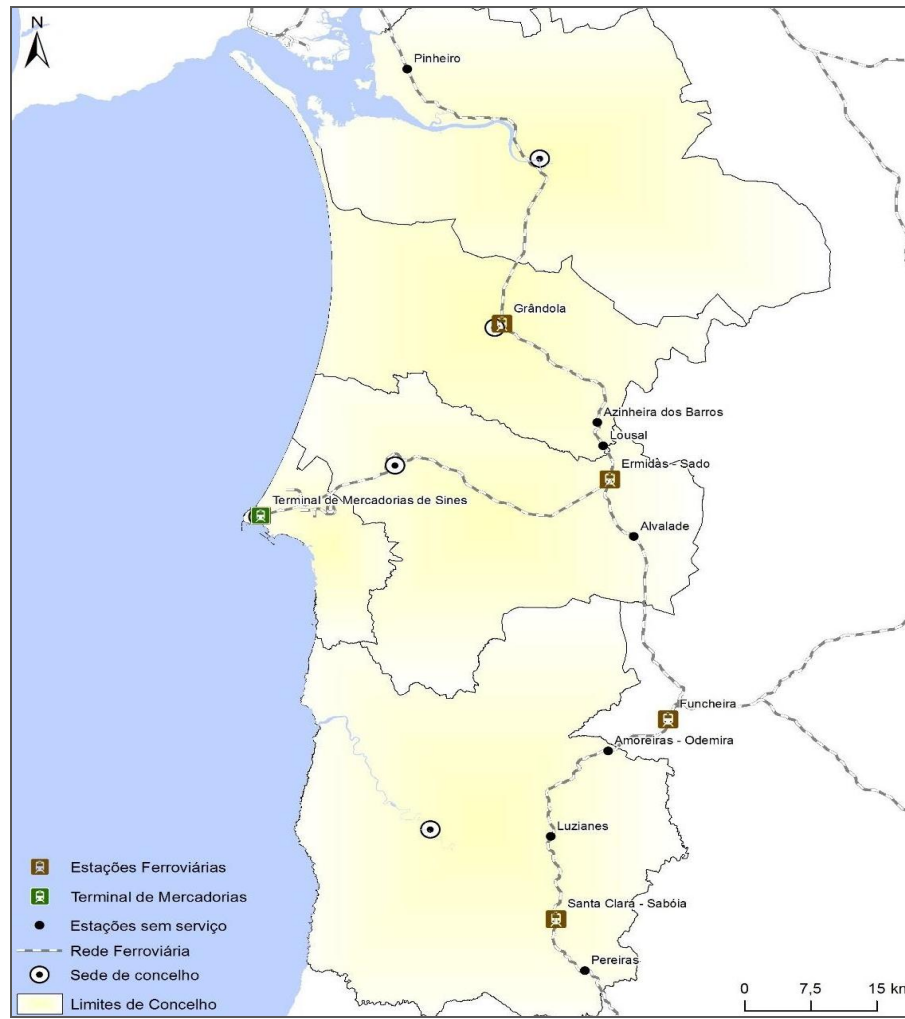 N
Pinheiro
Grândola
Azinheira dos Barros
Lousal
Ermidas - Sado
Terminal de Mercadorias de Sines
Alvalade
Funcheira
Amoreiras - Odemira
Luzianes
Santa Clara - Sabóia
Pereiras
Estações Ferroviárias
Terminal de Mercadorias
Estações sem serviço
Rede Ferroviária
Sede de concelho
Limites de Concelho
0 7,5 15 km